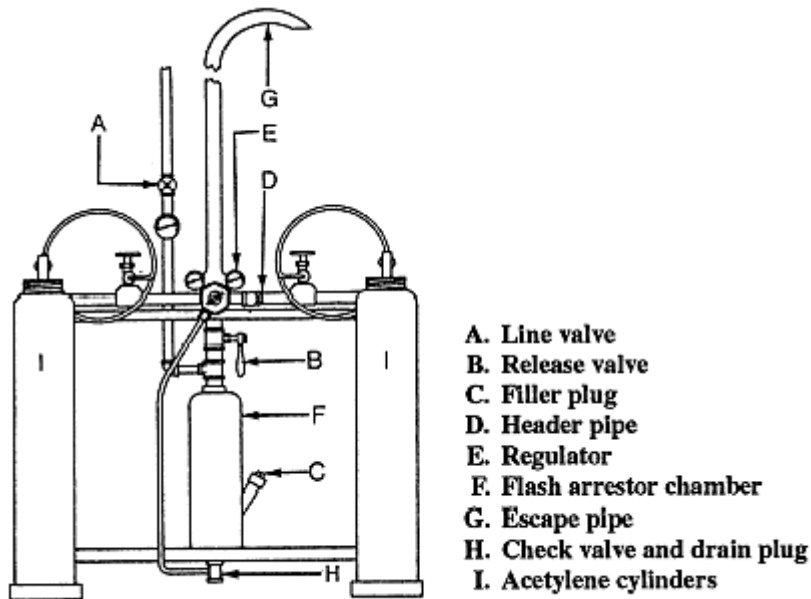 G
A
E
D
I
I
B
F
C
H
A. Line valve
B. Release valve
C. Filler plug
D. Header pipe
E. Regulator
F. Flash arrestor chamber
G. Escape pipe
H. Check valve and drain plug
I. Acetylene cylinders